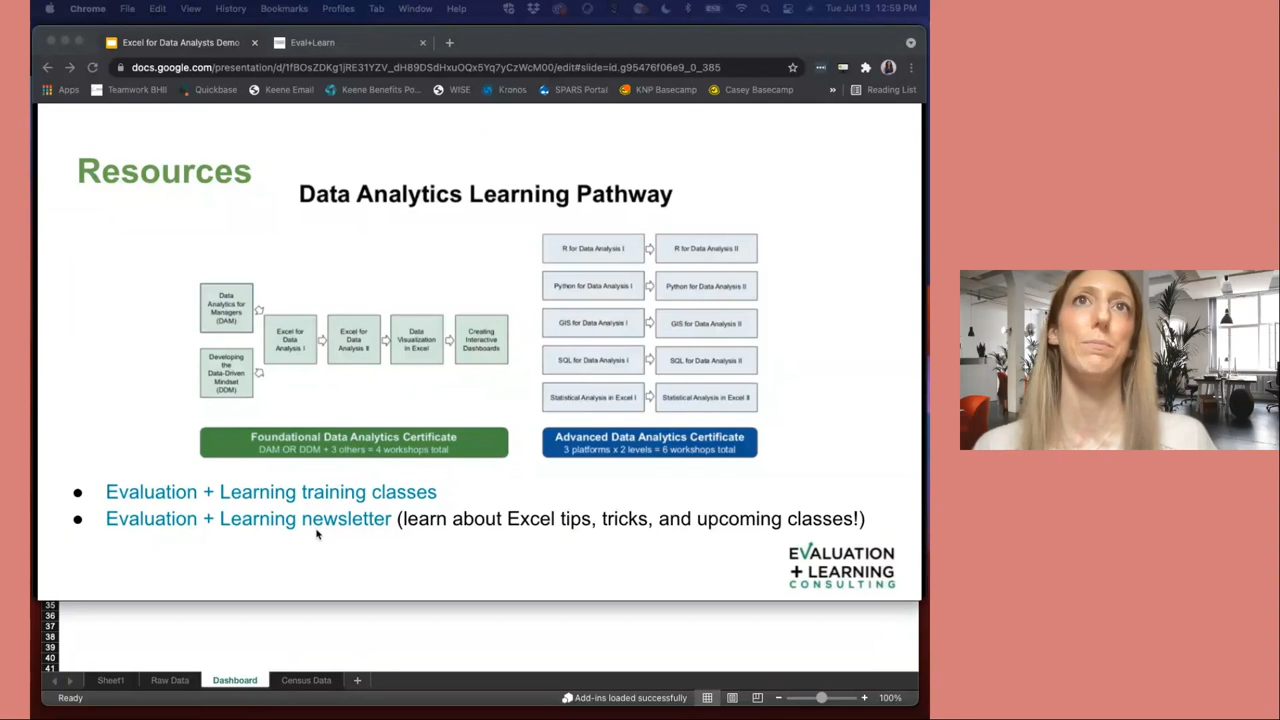 Chrome File Edit View History Bookmarks Profiles Tab Window Help Tue Jul 13 12:59 PM
Excel for Data Analysts Demo
Eval+Learn
docs.google.com/presentation/d/1fBOsZDKg1jRE31YZV_dH89DSdHxuOQx5Yq7yCzWcM00/edit#slide=id.g95476f06e9_0_385
Apps Teamwork BHII Quickbase Keene Email Keene Benefits Po... WISE Kronos SPARS Portal KNP Basecamp Casey Basecamp » Reading List
Resources
Data Analytics Learning Pathway
Data
Analytics for
Managers
(DAM)
Developing
the
Data-Driven
Mindset
(DDM)
Excel for
Data
Analysis I
Excel for
Data
Analysis II
Data
Visualization
in Excel
Creating
Interactive
Dashboards
Foundational Data Analytics Certificate
DAM OR DDM + 3 others = 4 workshops total
R for Data Analysis I
R for Data Analysis II
Python for Data Analysis I
Python for Data Analysis II
GIS for Data Analysis I
GIS for Data Analysis II
SQL for Data Analysis I
SQL for Data Analysis II
Statistical Analysis in Excel I
Statistical Analysis in Excel II
Advanced Data Analytics Certificate
3 platforms x 2 levels = 6 workshops total
● Evaluation + Learning training classes
● Evaluation + Learning newsletter (learn about Excel tips, tricks, and upcoming classes!)
EVALUATION
+ LEARNING
CONSULTING
35
36
37
38
39
40
41
Sheet1 Raw Data Dashboard Census Data +
Ready Add-ins loaded successfully 100%